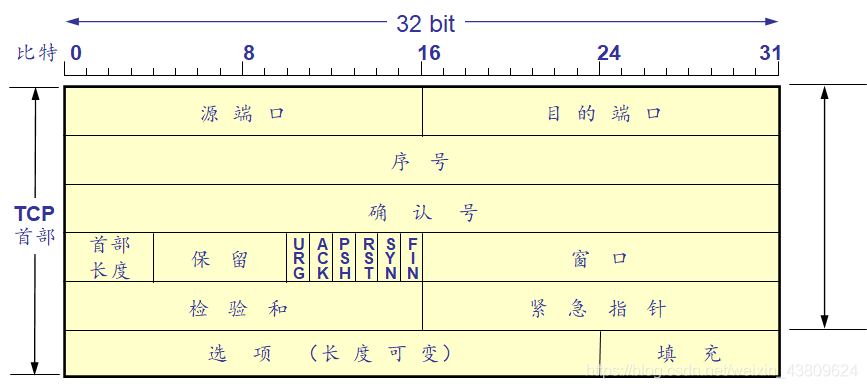 32 bit
比特 0 8 16 24 31
源端口 目的端口
序号
确认号
TCP
首部
首部
长度
保留
URG
ACK
PSH
RST
SYN
FIN
窗口
检验和 紧急指针
选项（长度可变） 填充
https://blog.csdn.net/weixin_43809624